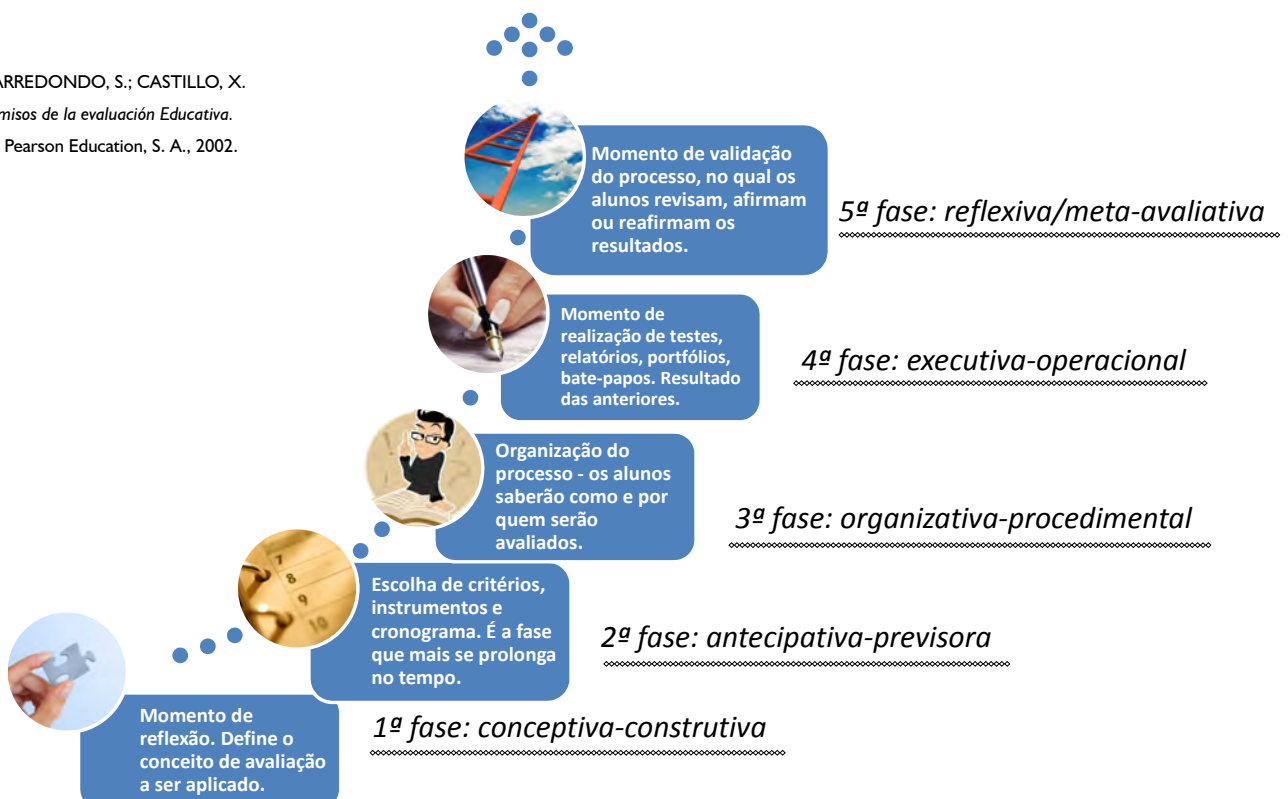 ARREDONDO, S.; CASTILLO, X.
misos de la evaluación Educativa.
Pearson Education, S. A., 2002.
Momento de validação
do processo, no qual os
alunos revisam, afirmam
ou reafirmam os
resultados.
5ª fase: reflexiva/meta-avaliativa
Momento de
realização de testes,
relatórios, portfólios,
bate-papos. Resultado
das anteriores.
4ª fase: executiva-operacional
Organização do
processo - os alunos
saberão como e por
quem serão
avaliados.
3ª fase: organizativa-procedimental
Escolha de critérios,
instrumentos e
cronograma. É a fase
que mais se prolonga
no tempo.
2ª fase: antecipativa-previsora
7
8
9
10
Momento de
reflexão. Define o
conceito de avaliação
a ser aplicado.
1ª fase: conceptiva-construtiva